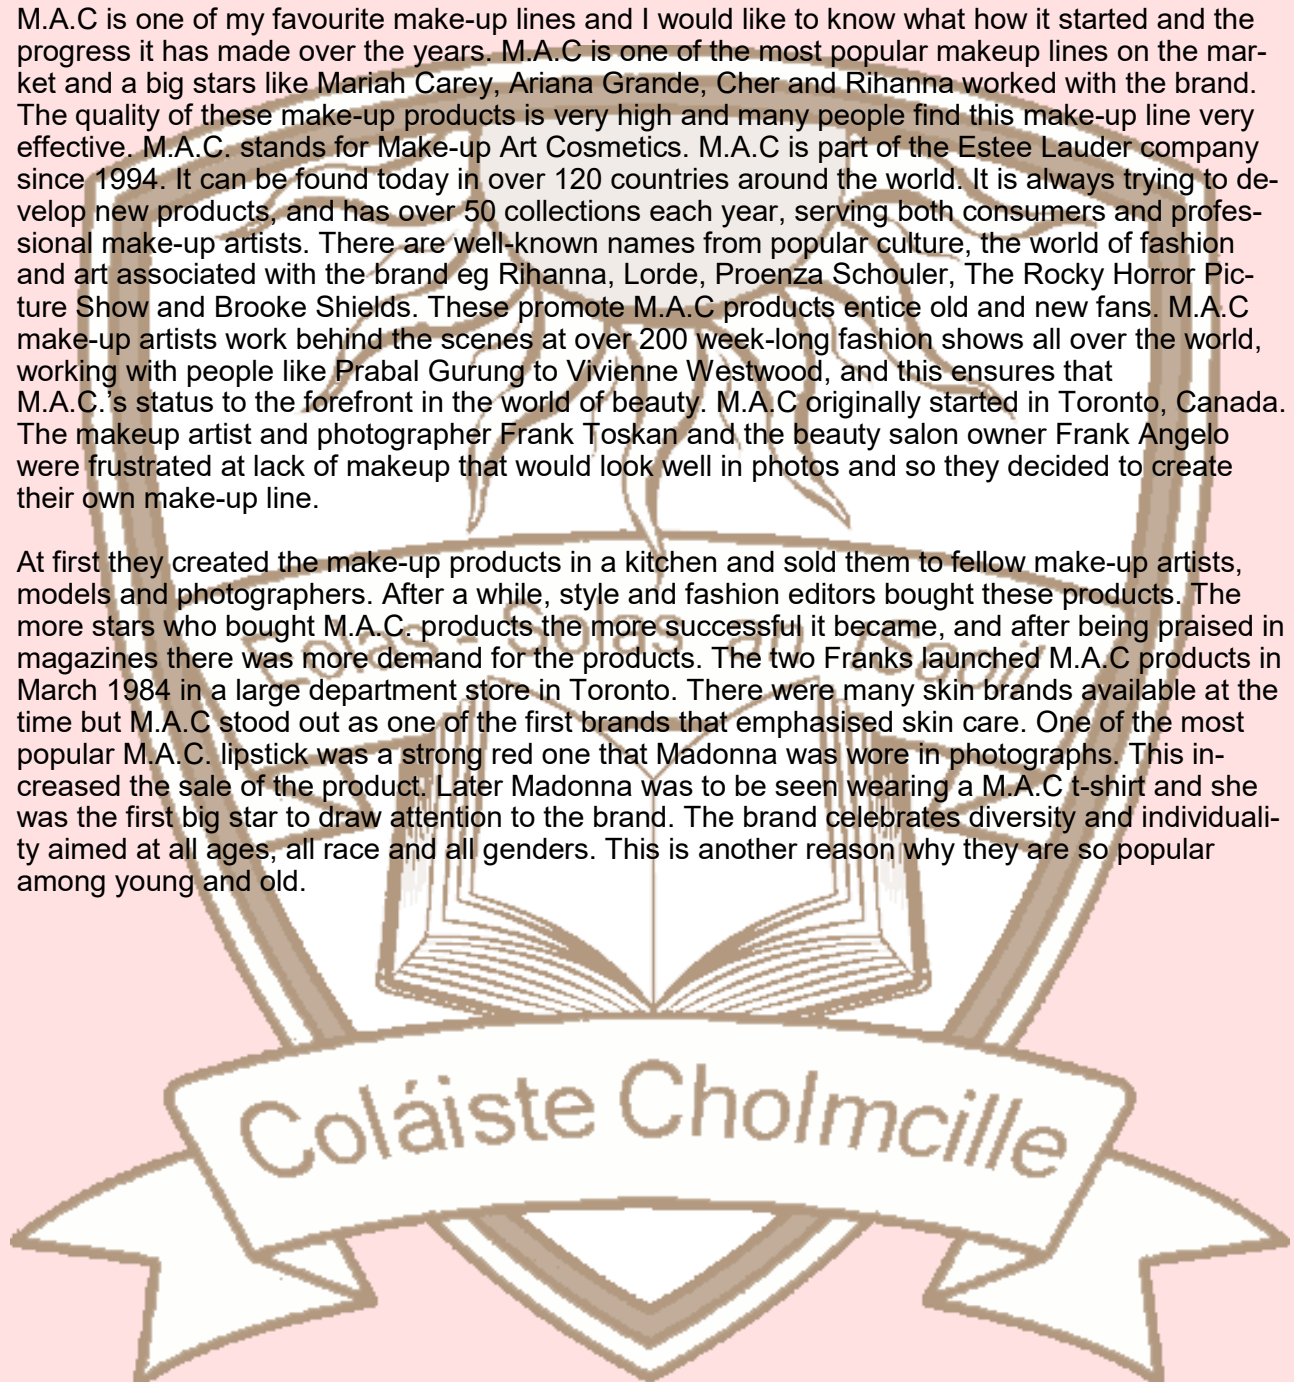 M.A.C is one of my favourite make-up lines and I would like to know what how it started and the
progress it has made over the years. M.A.C is one of the most popular makeup lines on the mar-
ket and a big stars like Mariah Carey, Ariana Grande, Cher and Rihanna worked with the brand.
The quality of these make-up products is very high and many people find this make-up line very
effective. M.A.C. stands for Make-up Art Cosmetics. M.A.C is part of the Estee Lauder company
since 1994. It can be found today in over 120 countries around the world. It is always trying to de-
velop new products, and has over 50 collections each year, serving both consumers and profes-
sional make-up artists. There are well-known names from popular culture, the world of fashion
and art associated with the brand eg Rihanna, Lorde, Proenza Schouler, The Rocky Horror Pic-
ture Show and Brooke Shields. These promote M.A.C products entice old and new fans. M.A.C
make-up artists work behind the scenes at over 200 week-long fashion shows all over the world,
working with people like Prabal Gurung to Vivienne Westwood, and this ensures that
M.A.C.'s status to the forefront in the world of beauty. M.A.C originally started in Toronto, Canada.
The makeup artist and photographer Frank Toskan and the beauty salon owner Frank Angelo
were frustrated at lack of makeup that would look well in photos and so they decided to create
their own make-up line.
At first they created the make-up products in a kitchen and sold them to fellow make-up artists,
models and photographers. After a while, style and fashion editors bought these products. The
more stars who bought M.A.C. products the more successful it became, and after being praised in
magazines there was more demand for the products. The two Franks launched M.A.C products in
March 1984 in a large department store in Toronto. There were many skin brands available at the
time but M.A.C stood out as one of the first brands that emphasised skin care. One of the most
popular M.A.C. lipstick was a strong red one that Madonna was wore in photographs. This in-
creased the sale of the product. Later Madonna was to be seen wearing a M.A.C t-shirt and she
was the first big star to draw attention to the brand. The brand celebrates diversity and individuali-
ty aimed at all ages, all race and all genders. This is another reason why they are so popular
among young and old.
Eolas - Solas an tSaoil
Coláiste Cholmcille